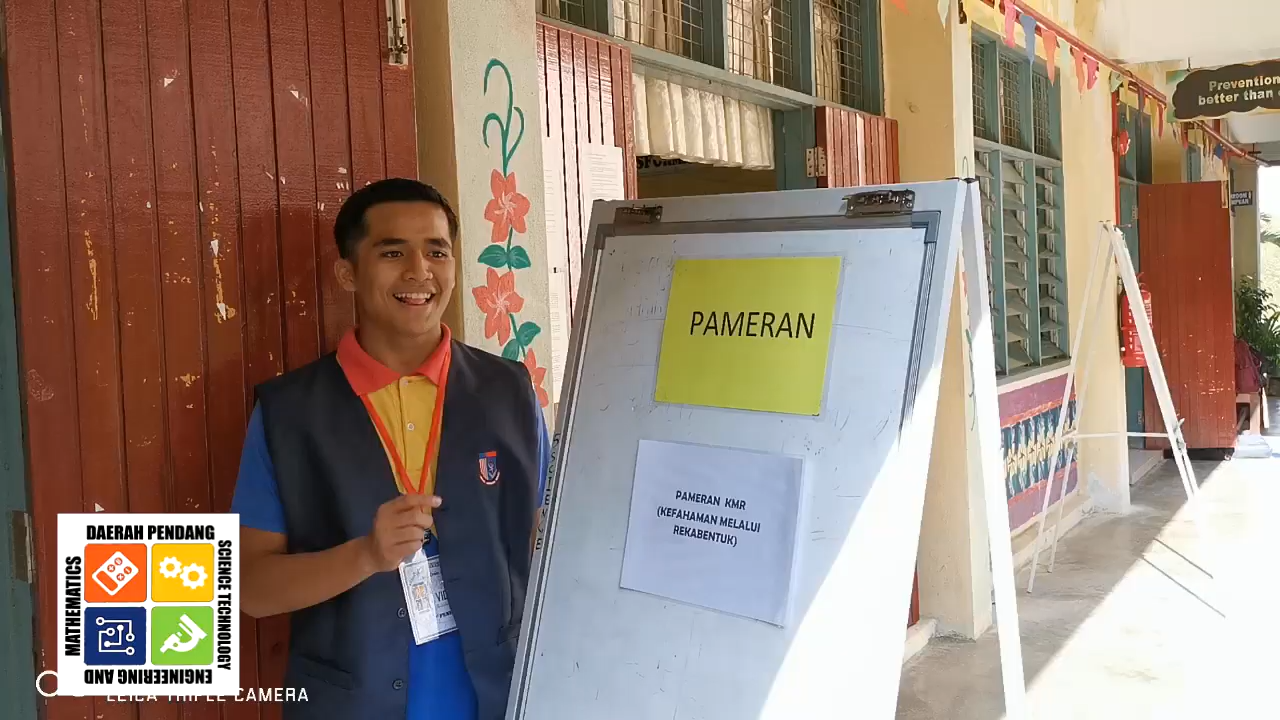 Prevention
better than
PAMERAN
PAMERAN KMR
(KEFAHAMAN MELALUI
REKABENTUK)
DAERAH PENDANG
SCIENCE TECHNOLOGY
ENGINEERING AND
MATHEMATICS
LEICA TRIPLE CAMERA